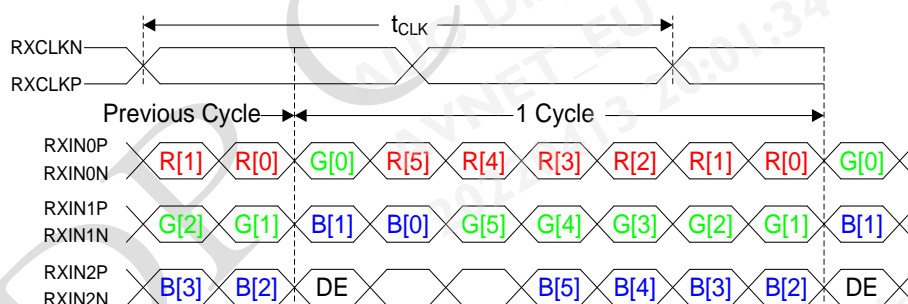 tCLK
RXCLKN
RXCLKP
Previous Cycle 1 Cycle
RXIN0P
RXIN0N
R[1] R[0] G[0] R[5] R[4] R[3] R[2] R[1] R[0] G[0]
RXIN1P
RXIN1N
G[2] G[1] B[1] B[0] G[5] G[4] G[3] G[2] G[1] B[1]
RXIN2P
RXIN2N
B[3] B[2] DE B[5] B[4] B[3] B[2] DE